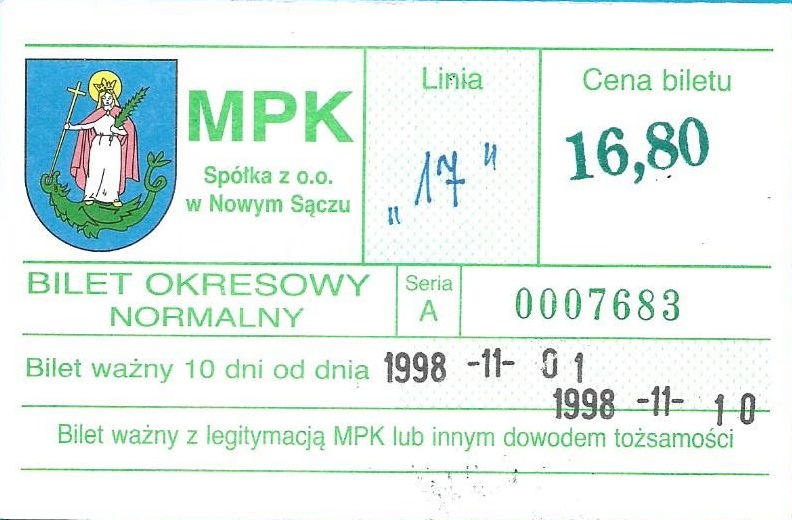 MPK
Spółka z o.o.
w Nowym Sączu
Linia
„17"
Cena biletu
16,80
BILET OKRESOWY
NORMALNY
Seria
A
0007683
Bilet ważny 10 dni od dnia 1998 -11- 01
1998 -11- 10
Bilet ważny z legitymacją MPK lub innym dowodem tożsamości